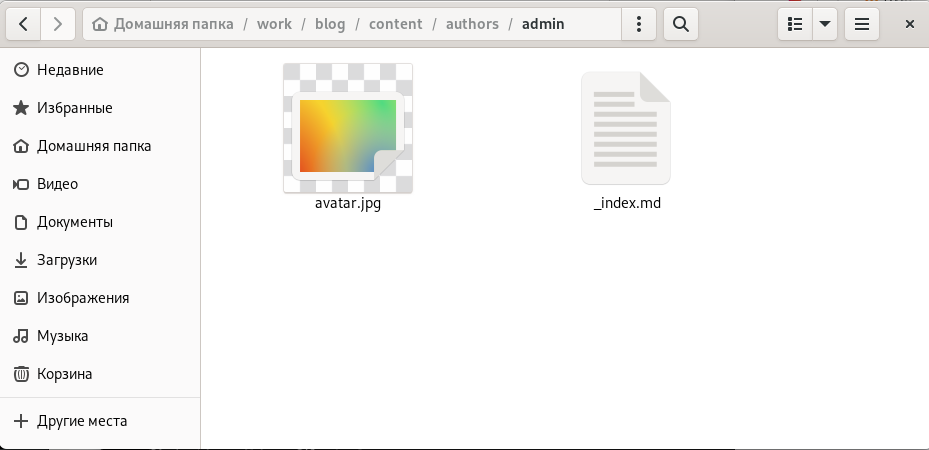 Домашняя папка / work / blog / content / authors / admin
Недавние
Избранные
Домашняя папка
Видео
Документы
Загрузки
Изображения
Музыка
Корзина
Другие места
avatar.jpg
_index.md